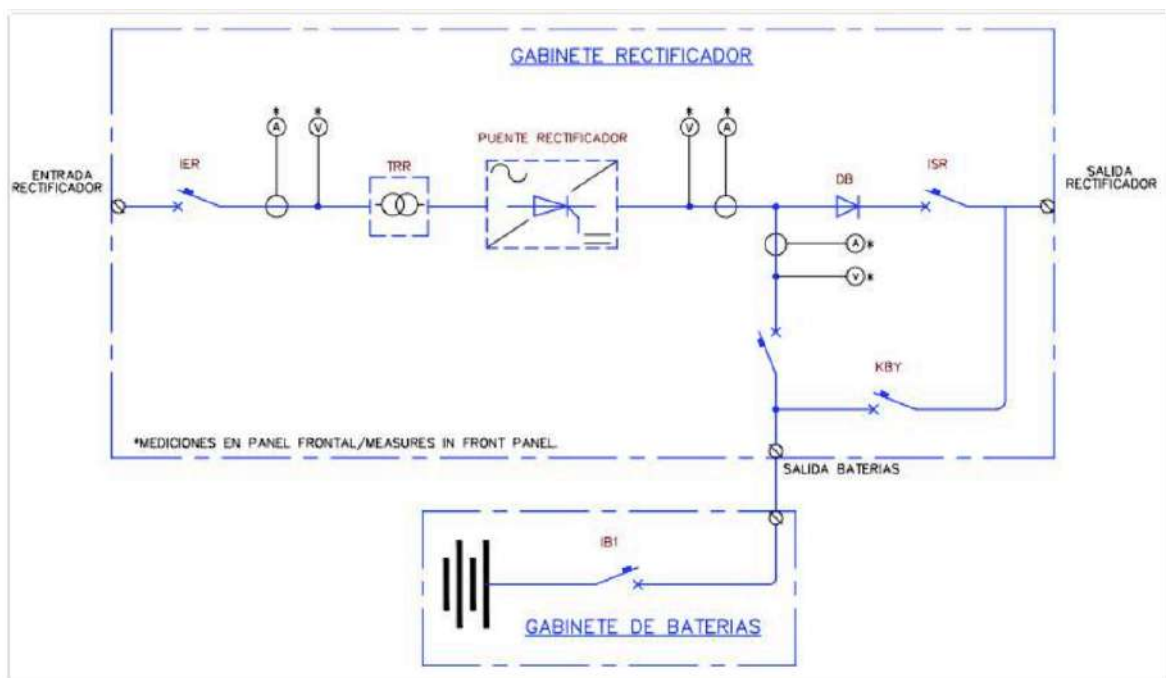 GABINETE RECTIFICADOR
*
A
*
V
PUENTE RECTIFICADOR
*
V
*
A
ENTRADA
RECTIFICADOR
IER
TRR
DB
ISR
SALIDA
RECTIFICADOR
A *
V *
KBY
*MEDICIONES EN PANEL FRONTAL/MEASURES IN FRONT PANEL.
SALIDA BATERIAS
IB1
GABINETE DE BATERIAS